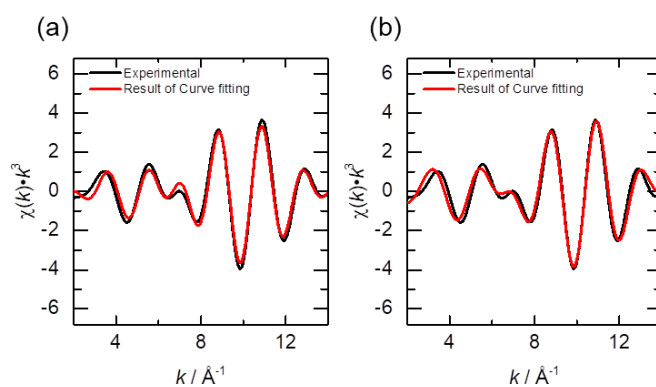 (a)
(b)
Experimental
Result of Curve fitting
Experimental
Result of Curve fitting
6
4
2
0
-2
-4
-6
6
4
2
0
-2
-4
-6
χ(k)•k³
χ(k)•k³
4 8 12
4 8 12
k / Å⁻¹
k / Å⁻¹